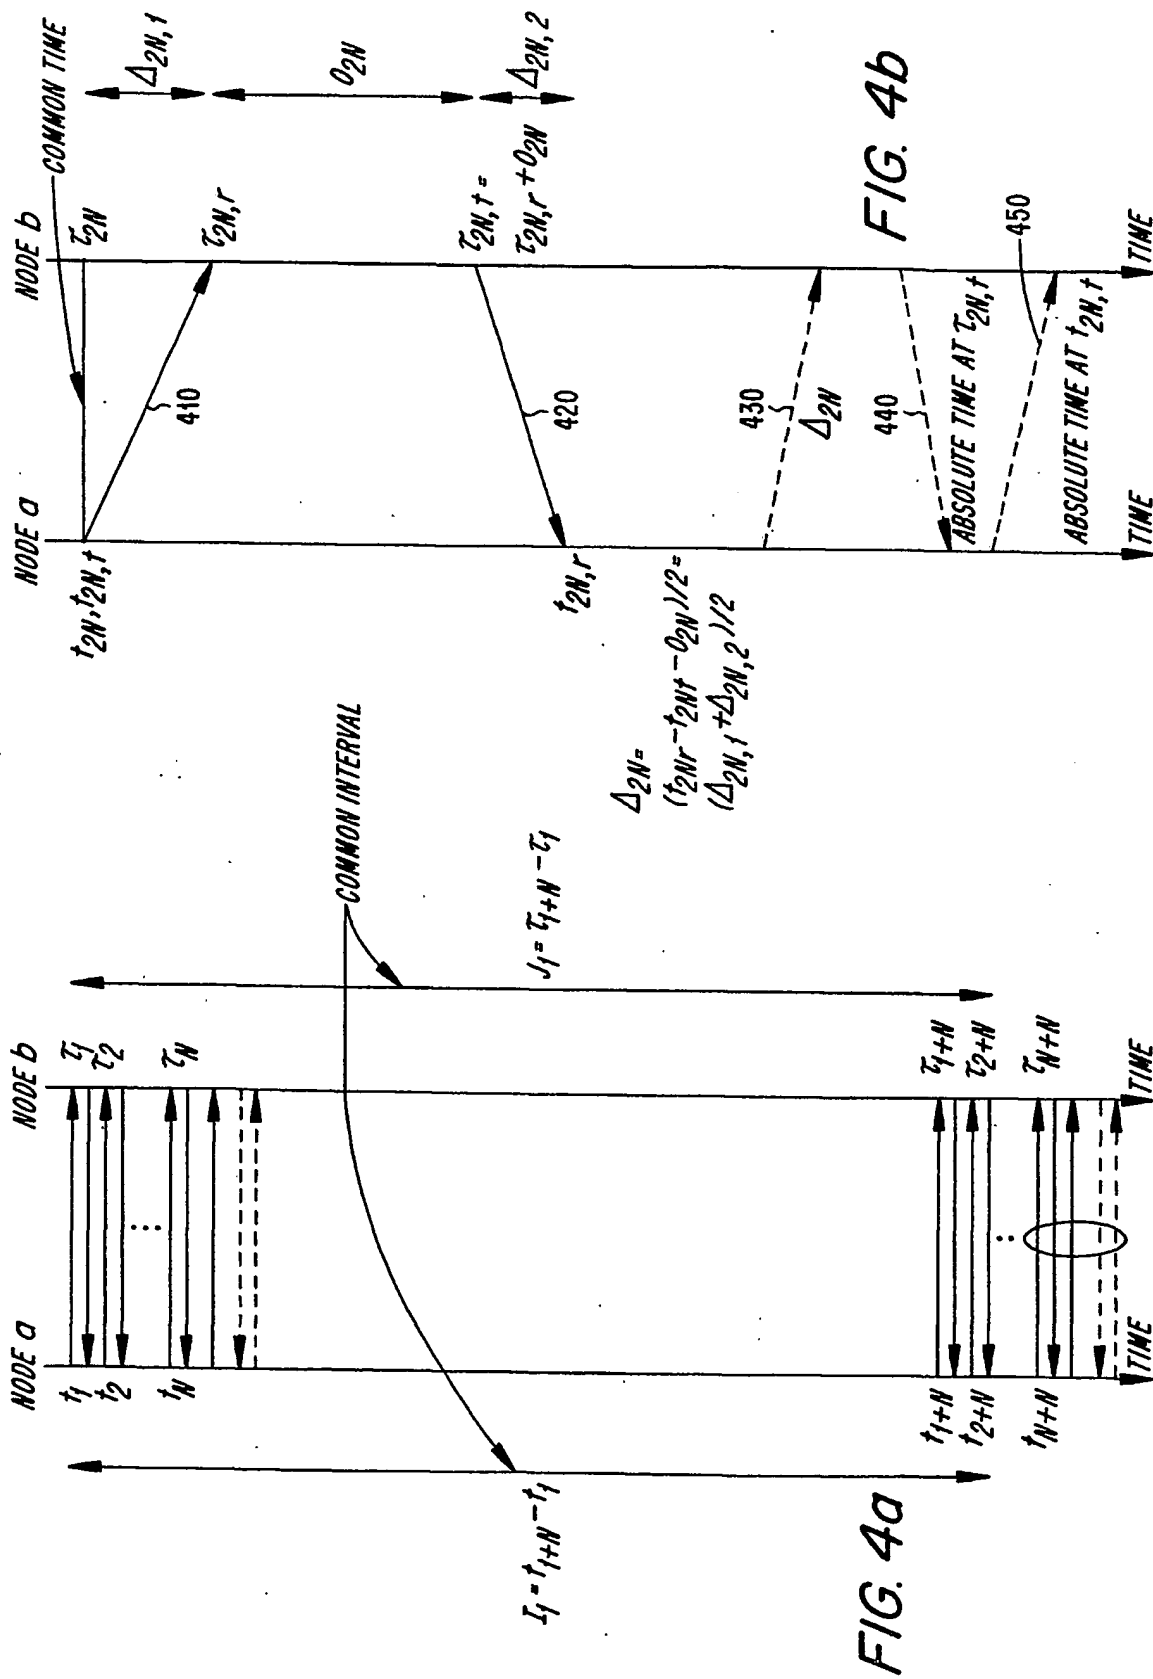 NODE a
NODE b
t1
t2
tN
τ1
τ2
τN
COMMON INTERVAL
I1 = t1+N − t1
J1 = τ1+N − τ1
t1+N
t2+N
tN+N
τ1+N
τ2+N
τN+N
TIME
TIME
FIG. 4a
NODE a
NODE b
COMMON TIME
t2N, t2N,t
τ2N
Δ2N,1
410
τ2N,r
O2N
420
τ2N,t =
τ2N,r + O2N
Δ2N,2
t2N,r
Δ2N =
(t2Nr − t2Nt − O2N)/2 =
(Δ2N,1 + Δ2N,2)/2
430
Δ2N
440
ABSOLUTE TIME AT τ2N,t
450
ABSOLUTE TIME AT t2N,t
TIME
TIME
FIG. 4b